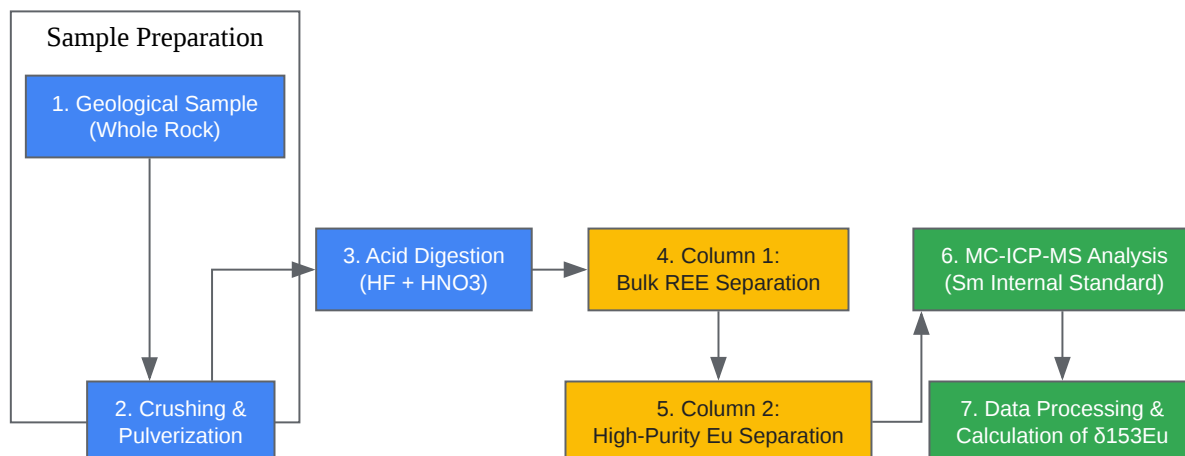 Sample Preparation
1. Geological Sample
(Whole Rock)
2. Crushing &
Pulverization
3. Acid Digestion
(HF + HNO3)
4. Column 1:
Bulk REE Separation
5. Column 2:
High-Purity Eu Separation
6. MC-ICP-MS Analysis
(Sm Internal Standard)
7. Data Processing &
Calculation of δ153Eu